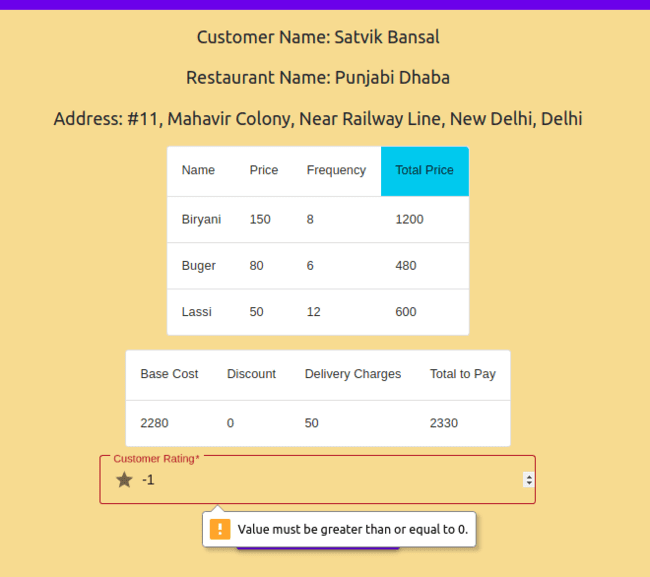 Customer Name: Satvik Bansal
Restaurant Name: Punjabi Dhaba
Address: #11, Mahavir Colony, Near Railway Line, New Delhi, Delhi
Name Price Frequency Total Price
Biryani 150 8 1200
Buger 80 6 480
Lassi 50 12 600
Base Cost Discount Delivery Charges Total to Pay
2280 0 50 2330
Customer Rating*
-1
Value must be greater than or equal to 0.